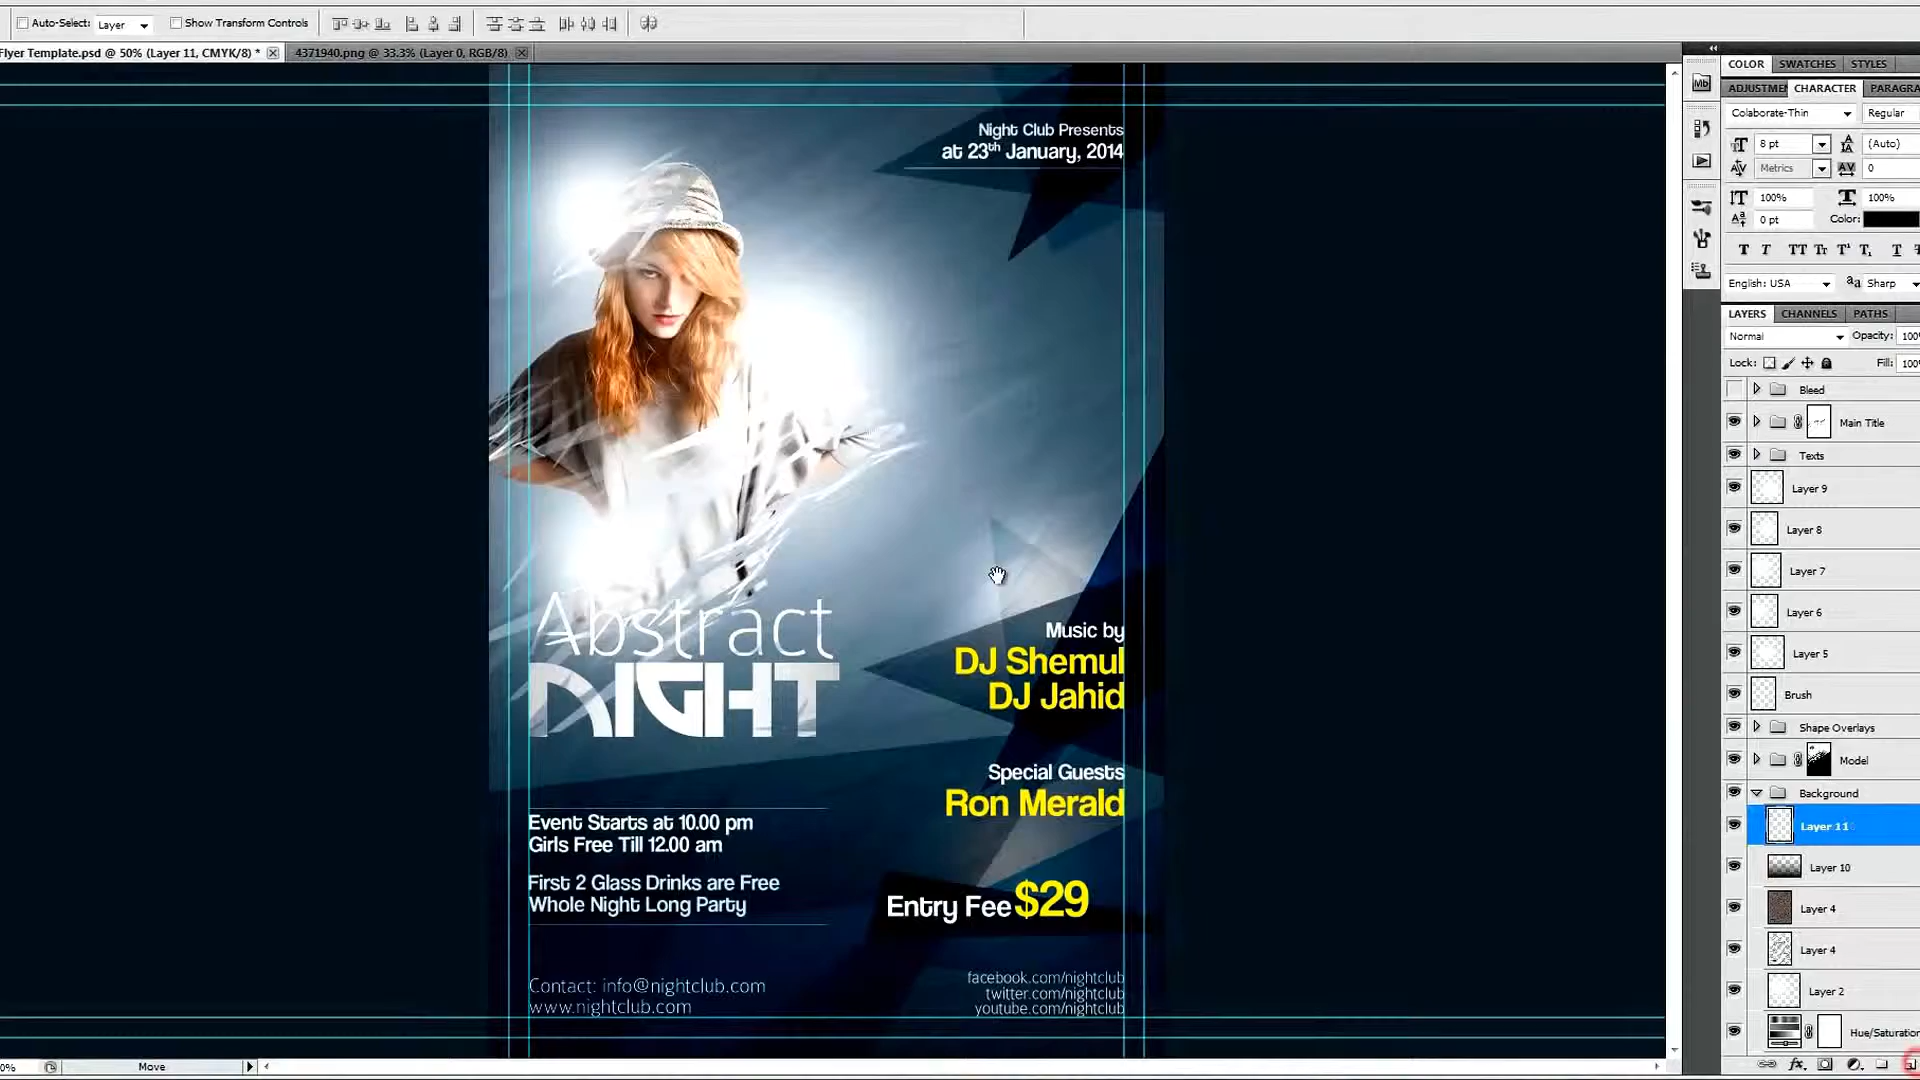 Auto-Select:
Layer
Show Transform Controls
Flyer Template.psd @ 50% (Layer 11, CMYK/8) *
4371940.png @ 33.3% (Layer 0, RGB/8)
Night Club Presents
at 23th January, 2014
Abstract
NIGHT
Music by
DJ Shemul
DJ Jahid
Special Guests
Ron Merald
Event Starts at 10.00 pm
Girls Free Till 12.00 am
First 2 Glass Drinks are Free
Whole Night Long Party
Entry Fee $29
Contact: info@nightclub.com
www.nightclub.com
facebook.com/nightclub
twitter.com/nightclub
youtube.com/nightclub
0%
Move
Mb
COLOR
SWATCHES
STYLES
ADJUSTMEN
CHARACTER
PARAGRA
Colaborate-Thin
Regular
8 pt
(Auto)
Metrics
0
100%
100%
0 pt
Color:
English: USA
Sharp
LAYERS
CHANNELS
PATHS
Normal
Opacity:
100%
Lock:
Fill:
100%
Bleed
Main Title
Texts
Layer 9
Layer 8
Layer 7
Layer 6
Layer 5
Brush
Shape Overlays
Model
Background
Layer 11
Layer 10
Layer 4
Layer 4
Layer 2
Hue/Saturation